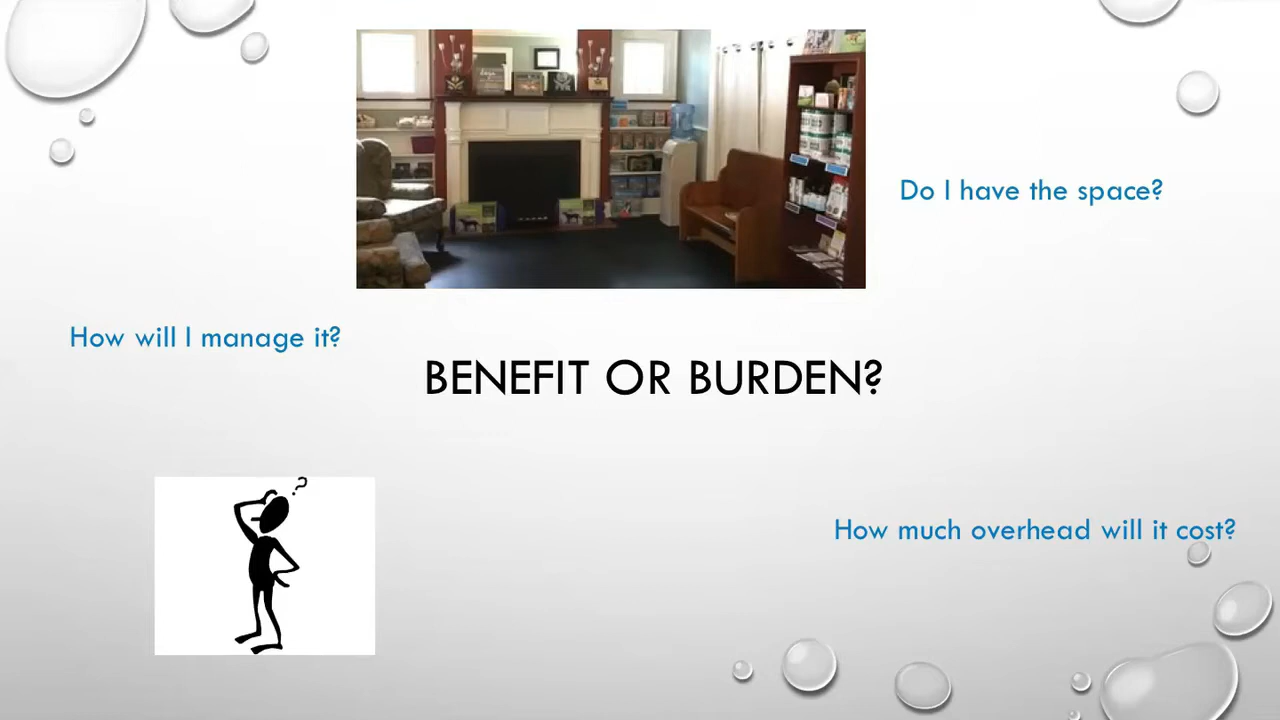 Do I have the space?
How will I manage it?
BENEFIT OR BURDEN?
?
How much overhead will it cost?